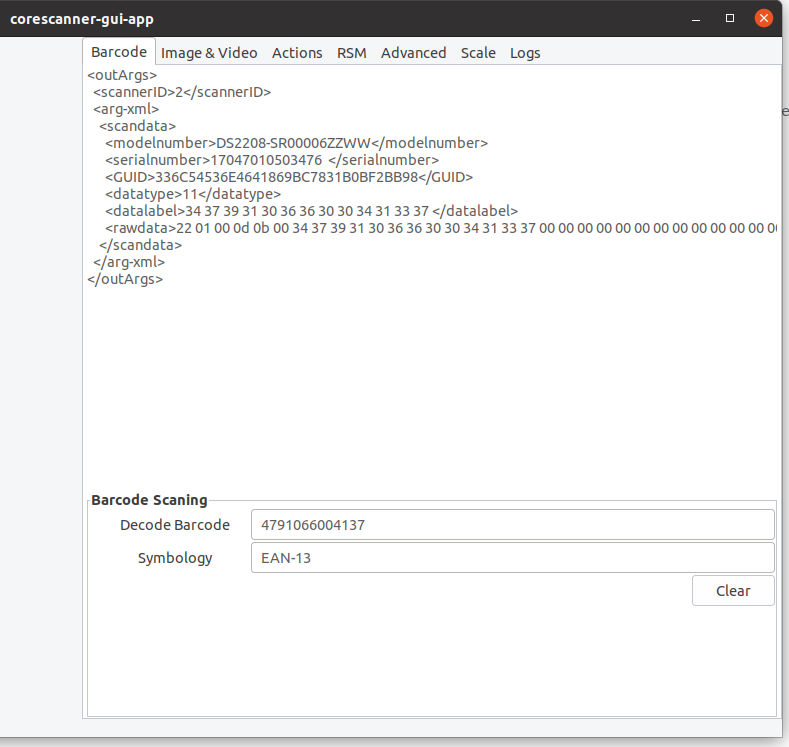 corescanner-gui-app
Barcode Image & Video Actions RSM Advanced Scale Logs
<outArgs>
<scannerID>2</scannerID>
<arg-xml>
<scandata>
<modelnumber>DS2208-SR00006ZZWW</modelnumber>
<serialnumber>17047010503476 </serialnumber>
<GUID>336C54536E4641869BC7831B0BF2BB98</GUID>
<datatype>11</datatype>
<datalabel>34 37 39 31 30 36 36 30 30 34 31 33 37 </datalabel>
<rawdata>22 01 00 0d 0b 00 34 37 39 31 30 36 36 30 30 34 31 33 37 00 00 00 00 00 00 00 00 00 00 00 00 00
</scandata>
</arg-xml>
</outArgs>
Barcode Scaning
Decode Barcode 4791066004137
Symbology EAN-13
Clear